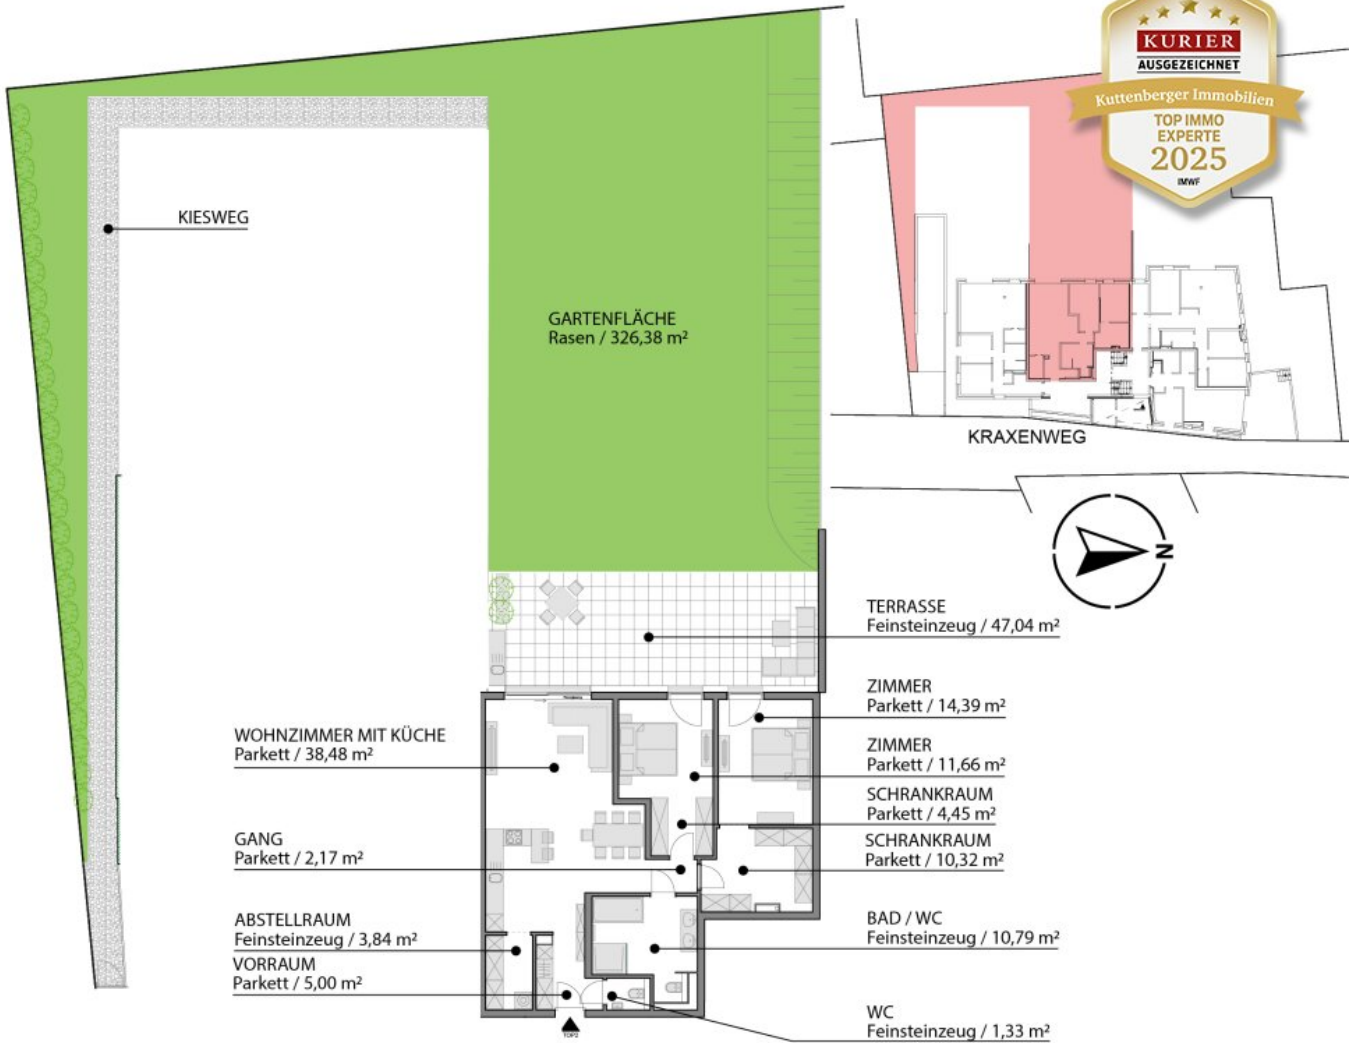 KURIER
AUSGEZEICHNET
Kuttenberger Immobilien
TOP IMMO
EXPERTE
2025
IMWF
KIESWEG
GARTENFLÄCHE
Rasen / 326,38 m²
KRAXENWEG
N
TERRASSE
Feinsteinzeug / 47,04 m²
ZIMMER
Parkett / 14,39 m²
WOHNZIMMER MIT KÜCHE
Parkett / 38,48 m²
ZIMMER
Parkett / 11,66 m²
SCHRANKRAUM
Parkett / 4,45 m²
GANG
Parkett / 2,17 m²
SCHRANKRAUM
Parkett / 10,32 m²
ABSTELLRAUM
Feinsteinzeug / 3,84 m²
BAD / WC
Feinsteinzeug / 10,79 m²
VORRAUM
Parkett / 5,00 m²
WC
Feinsteinzeug / 1,33 m²
TOP2